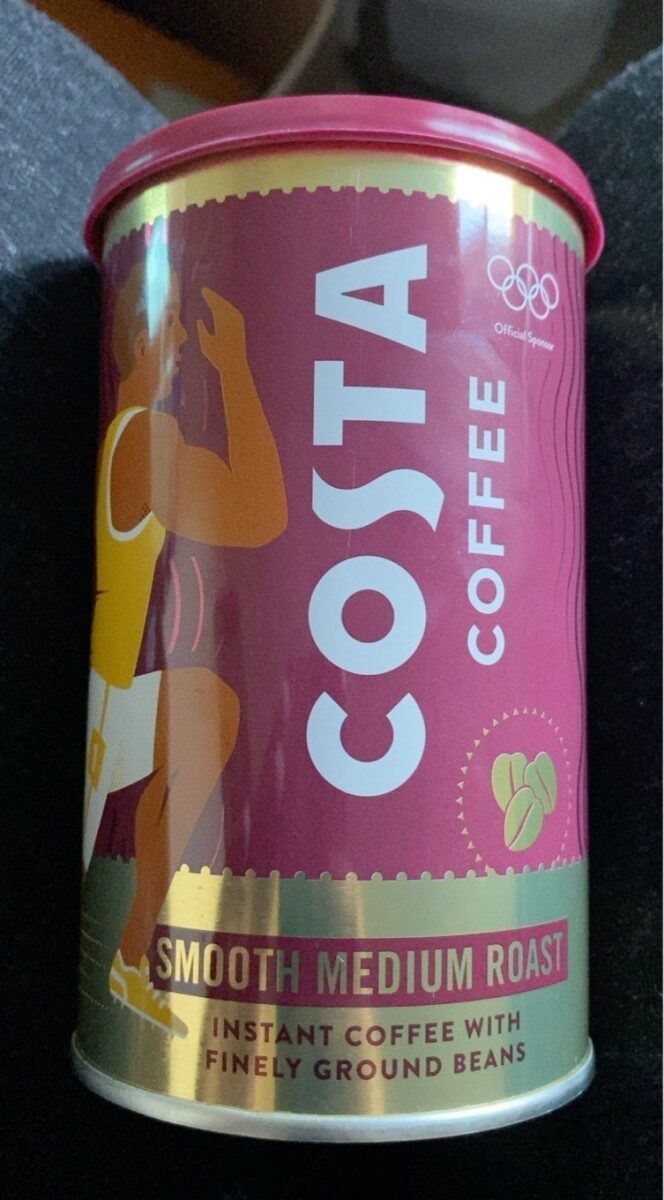 COSTA
COFFEE
Official Sponsor
SMOOTH MEDIUM ROAST
INSTANT COFFEE WITH
FINELY GROUND BEANS